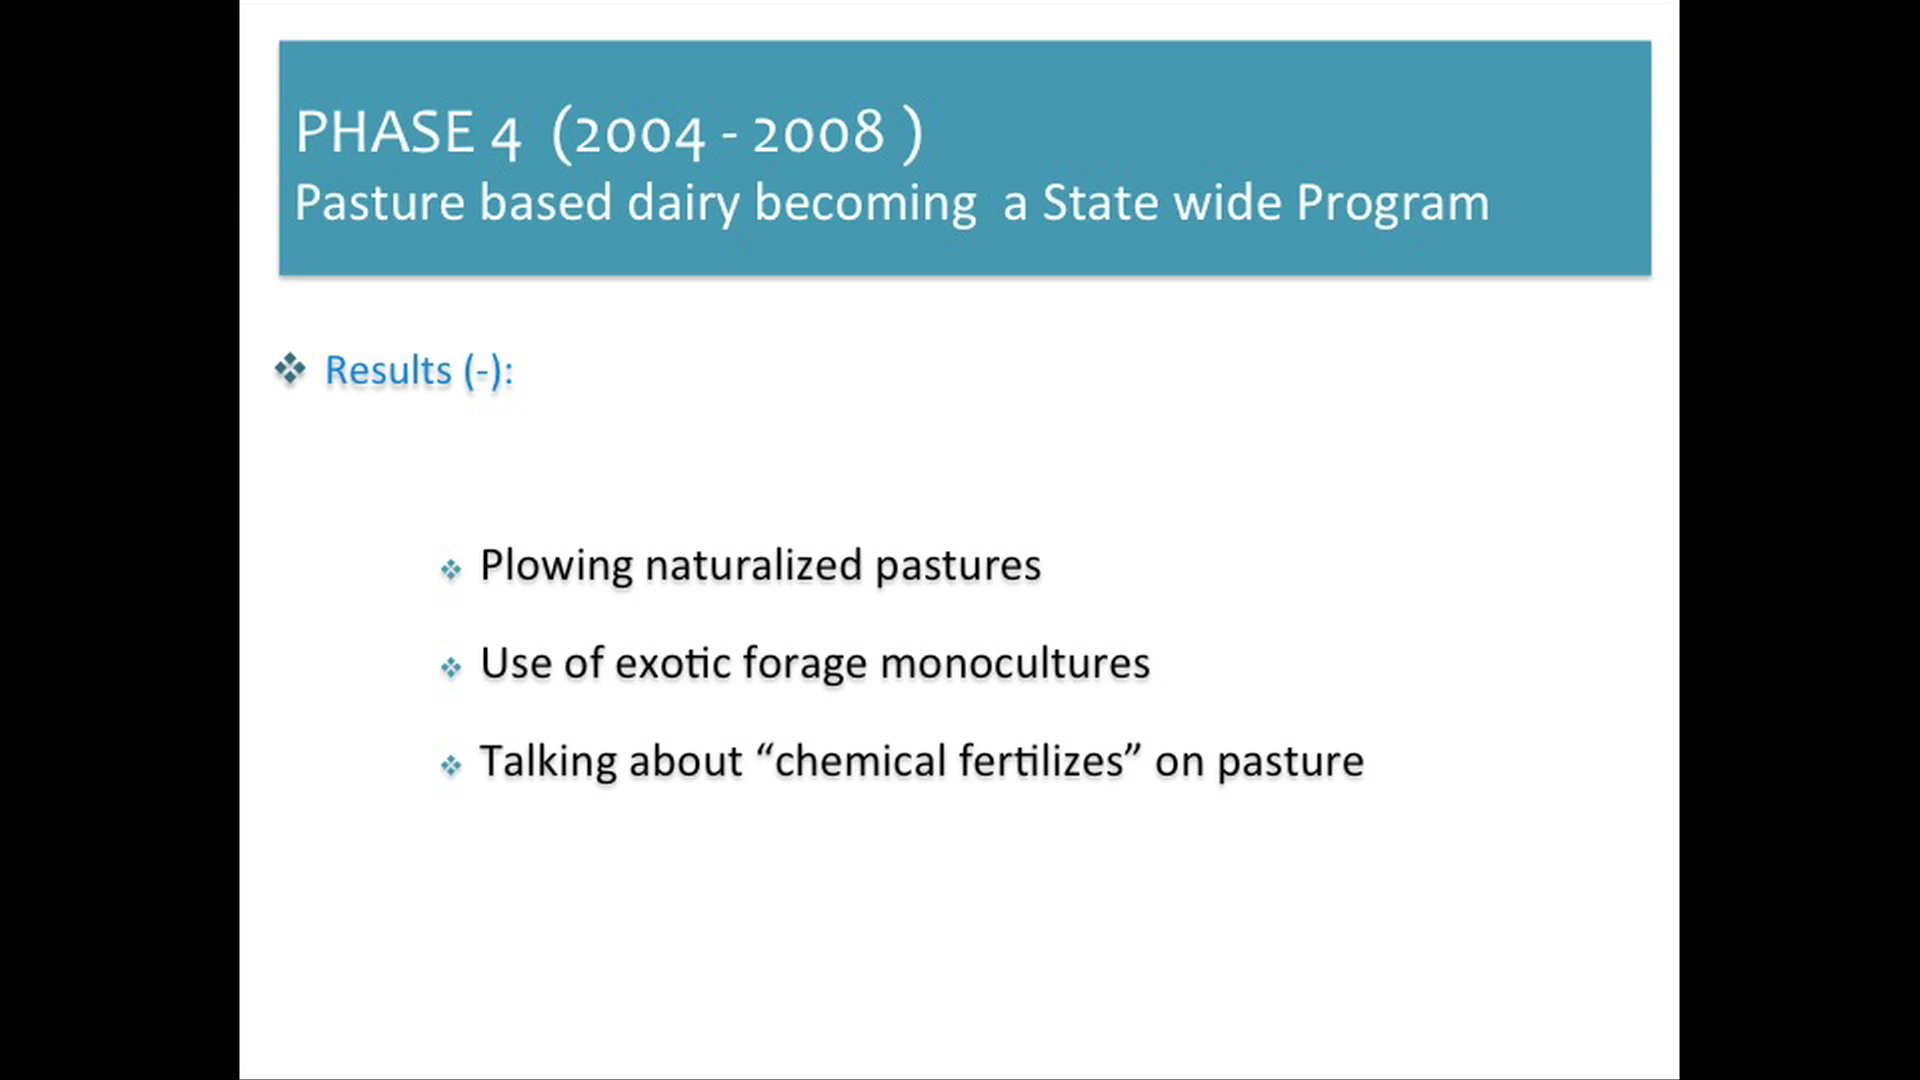 PHASE 4 (2004 - 2008 )
Pasture based dairy becoming a State wide Program
Results (-):
Plowing naturalized pastures
Use of exotic forage monocultures
Talking about “chemical fertilizes” on pasture